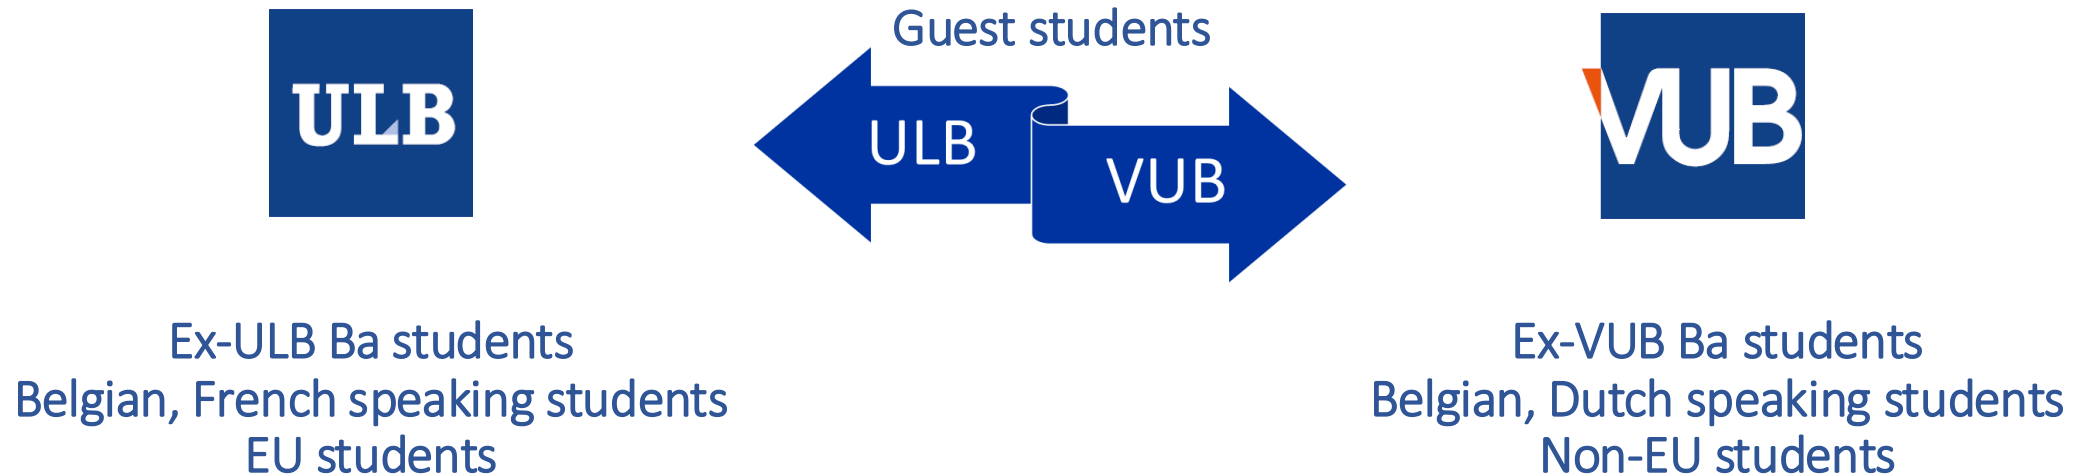 Guest students
ULB
ULB
VUB
VUB
Ex-ULB Ba students
Belgian, French speaking students
EU students
Ex-VUB Ba students
Belgian, Dutch speaking students
Non-EU students